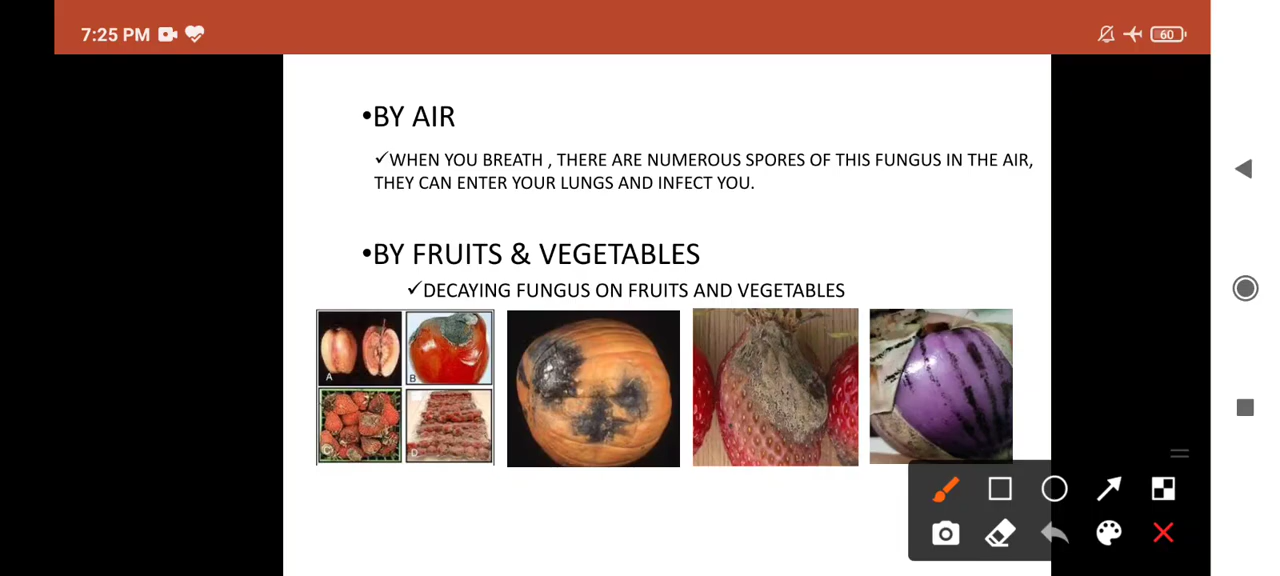 7:25 PM
60
•BY AIR
✓WHEN YOU BREATH , THERE ARE NUMEROUS SPORES OF THIS FUNGUS IN THE AIR,
THEY CAN ENTER YOUR LUNGS AND INFECT YOU.
•BY FRUITS & VEGETABLES
✓DECAYING FUNGUS ON FRUITS AND VEGETABLES
A
B
C
D